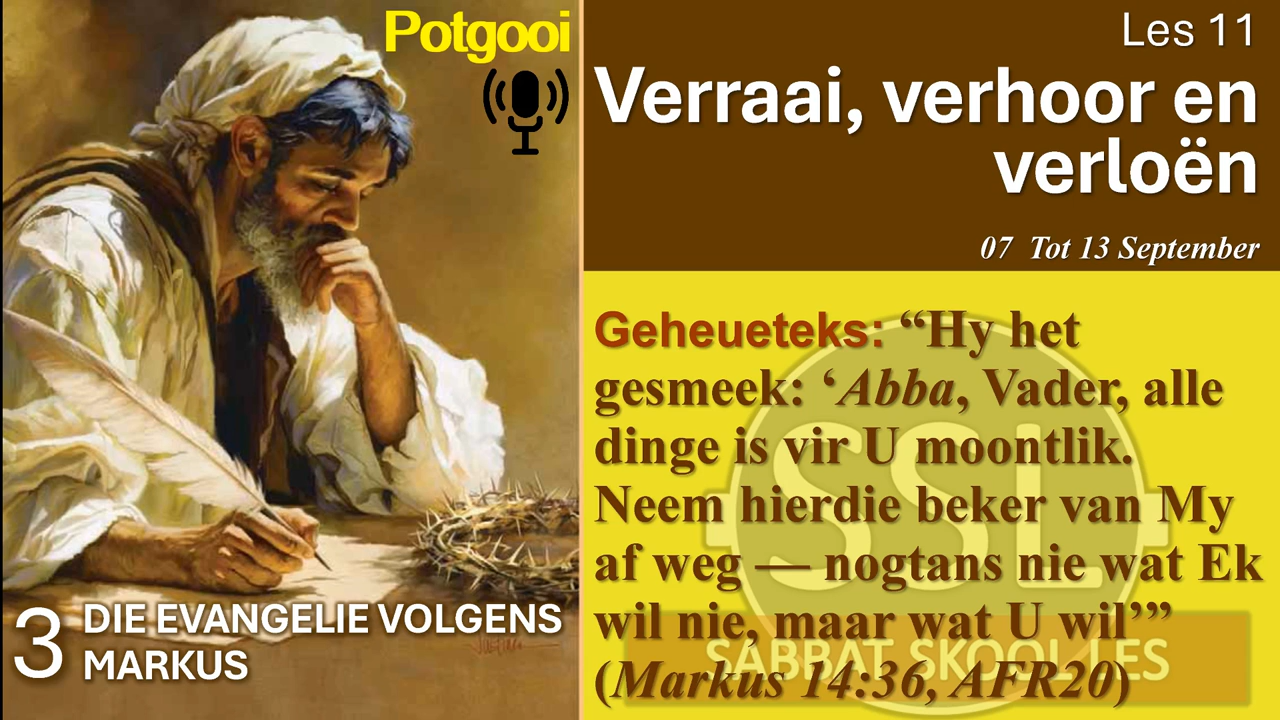 Potgooi
Les 11
Verraai, verhoor en
verloën
07 Tot 13 September
Geheueteks: “Hy het
gesmeek: ‘Abba, Vader, alle
dinge is vir U moontlik.
Neem hierdie beker van My
af weg — nogtans nie wat Ek
wil nie, maar wat U wil’”
(Markus 14:36, AFR20)
SSL
SABBAT SKOOL LES
3 DIE EVANGELIE VOLGENS
MARKUS